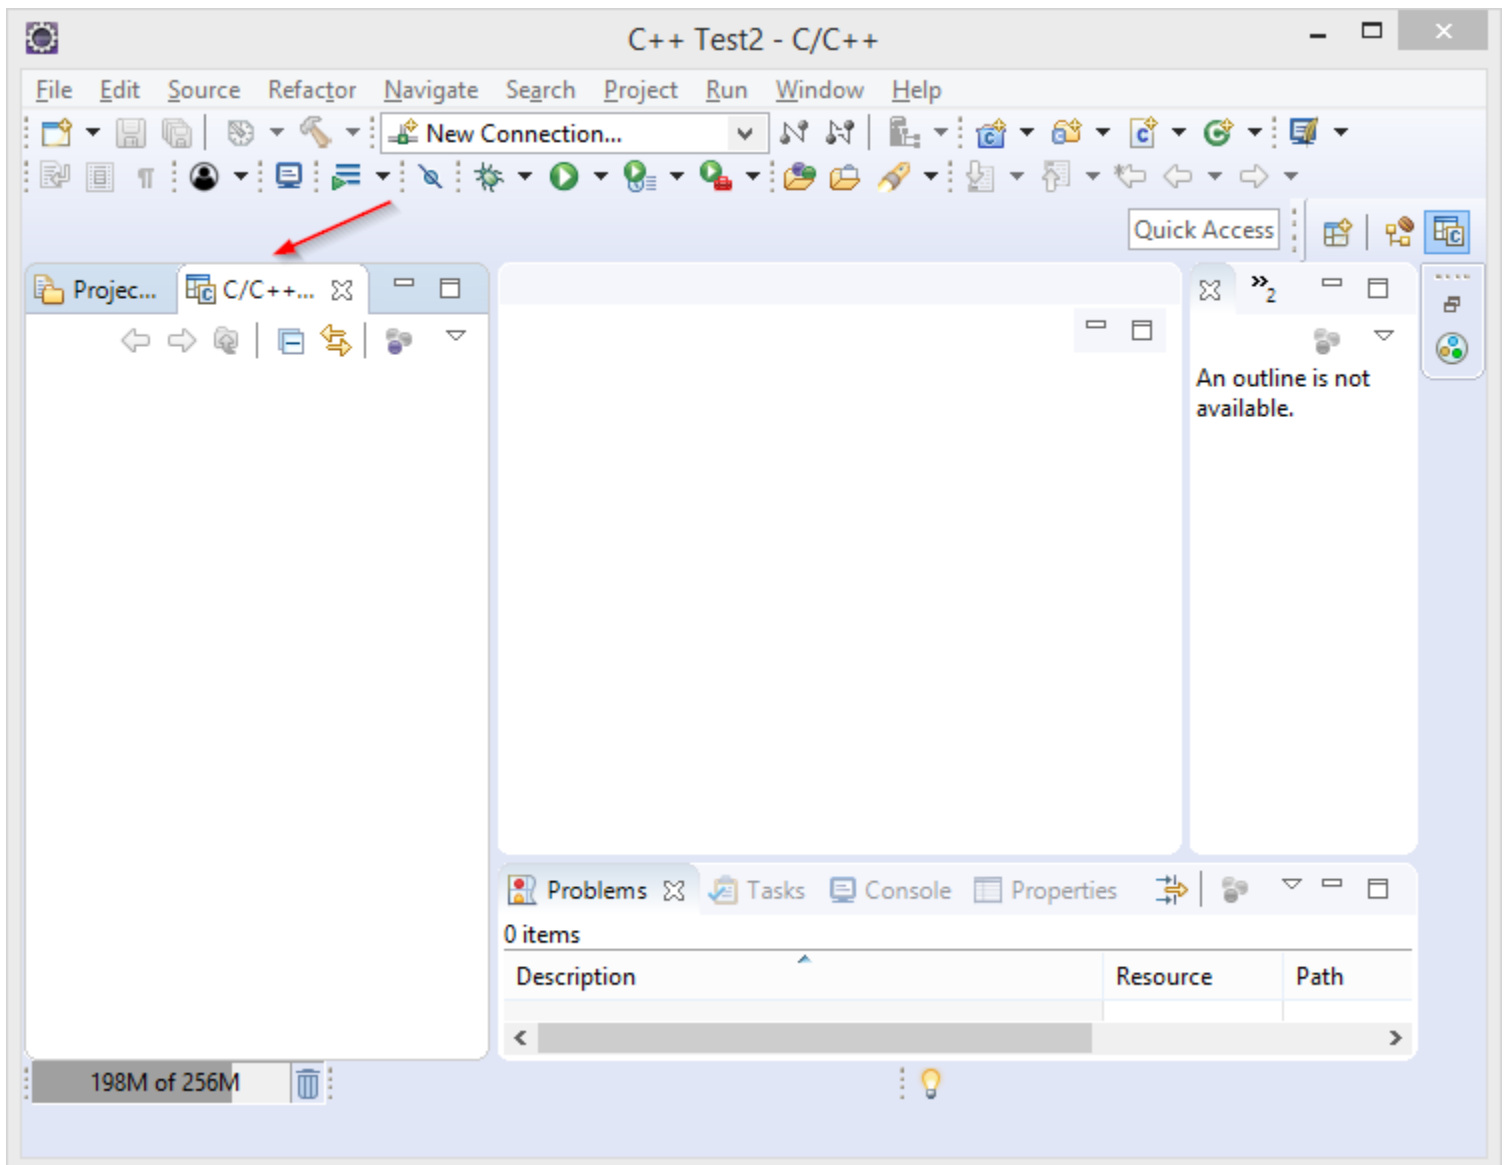 C++ Test2 - C/C++
File Edit Source Refactor Navigate Search Project Run Window Help
New Connection...
Quick Access
Projec... C/C++... 2
An outline is not
available.
Problems Tasks Console Properties
0 items
Description Resource Path
198M of 256M